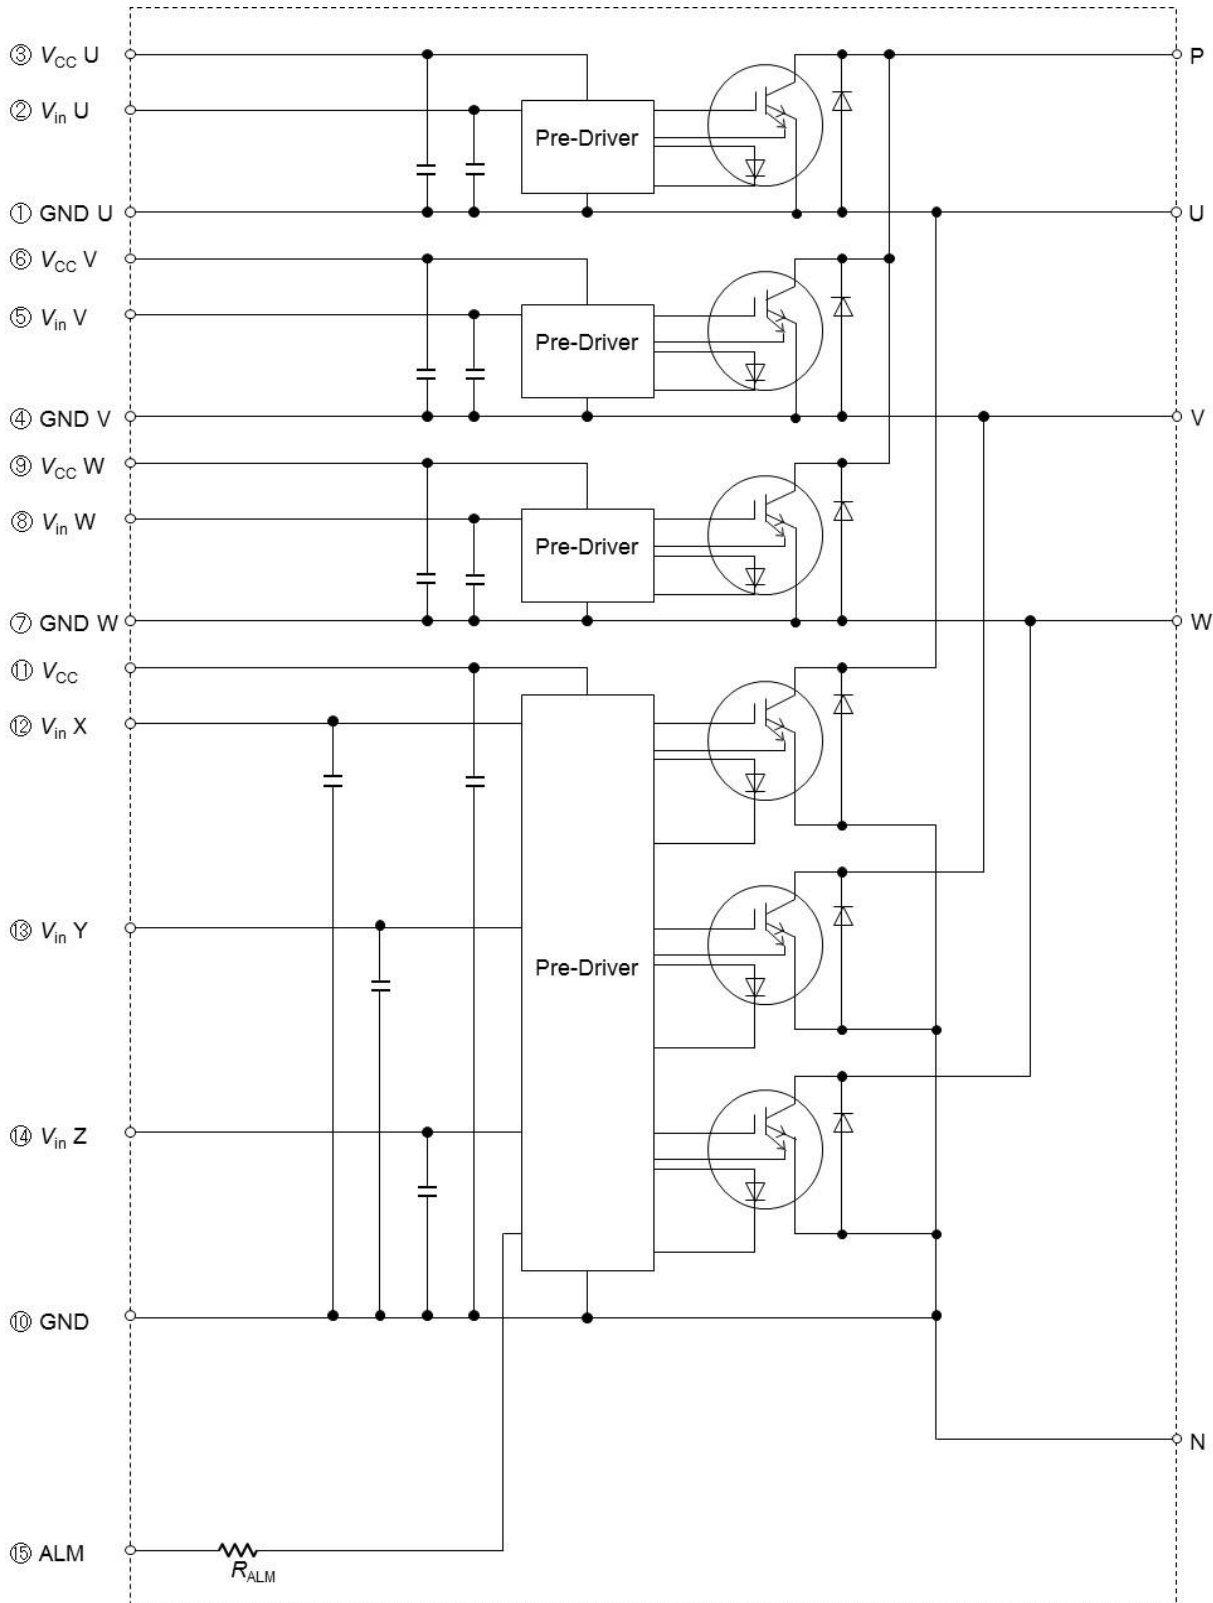 ③ VCC U
P
② Vin U
Pre-Driver
① GND U
U
⑥ VCC V
⑤ Vin V
Pre-Driver
④ GND V
V
⑨ VCC W
⑧ Vin W
Pre-Driver
⑦ GND W
W
⑪ VCC
⑫ Vin X
⑬ Vin Y
Pre-Driver
⑭ Vin Z
⑩ GND
N
⑮ ALM
RALM